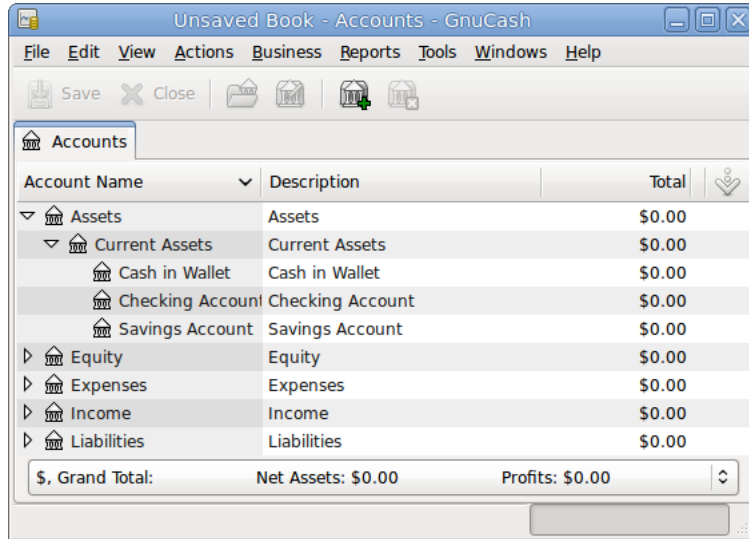 Unsaved Book - Accounts - GnuCash
File Edit View Actions Business Reports Tools Windows Help
Save Close
Accounts
Account Name Description Total
Assets Assets $0.00
Current Assets Current Assets $0.00
Cash in Wallet Cash in Wallet $0.00
Checking Account Checking Account $0.00
Savings Account Savings Account $0.00
Equity Equity $0.00
Expenses Expenses $0.00
Income Income $0.00
Liabilities Liabilities $0.00
$, Grand Total: Net Assets: $0.00 Profits: $0.00